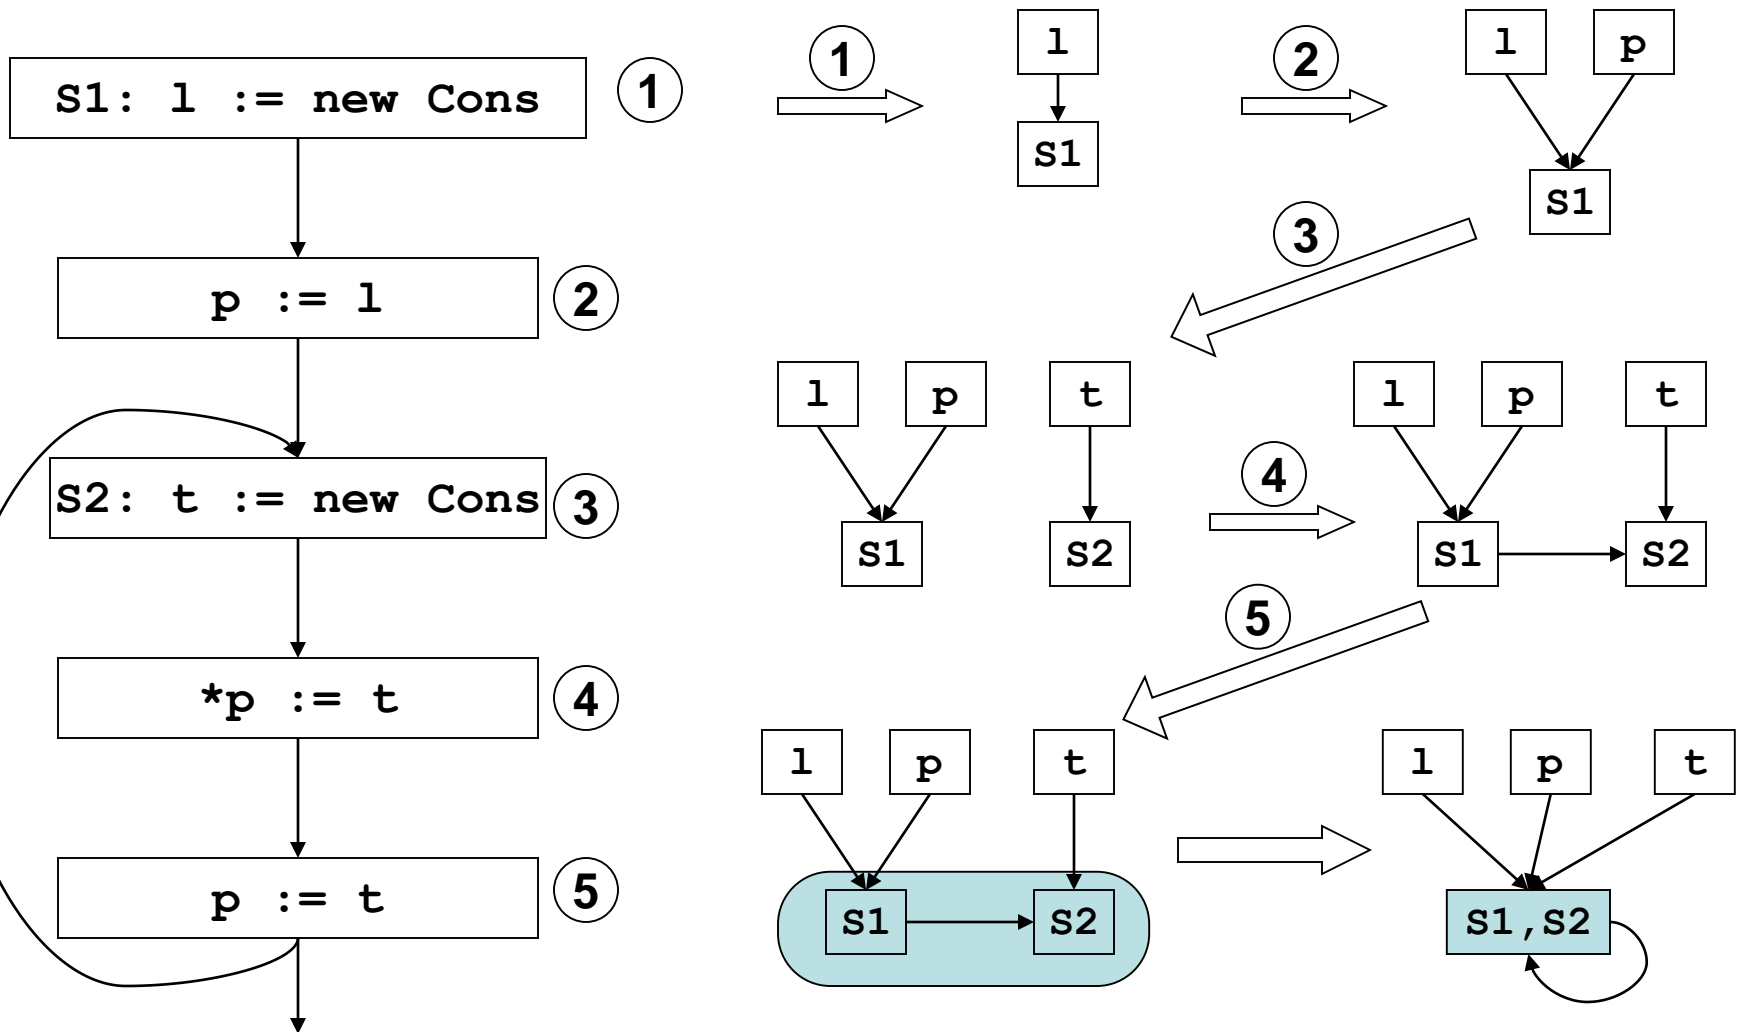 S1: l := new Cons
1
p := l
2
S2: t := new Cons
3
*p := t
4
p := t
5
1
l
S1
2
l p
S1
3
l p t
S1 S2
4
l p t
S1 S2
5
l p t
S1 S2
l p t
S1,S2